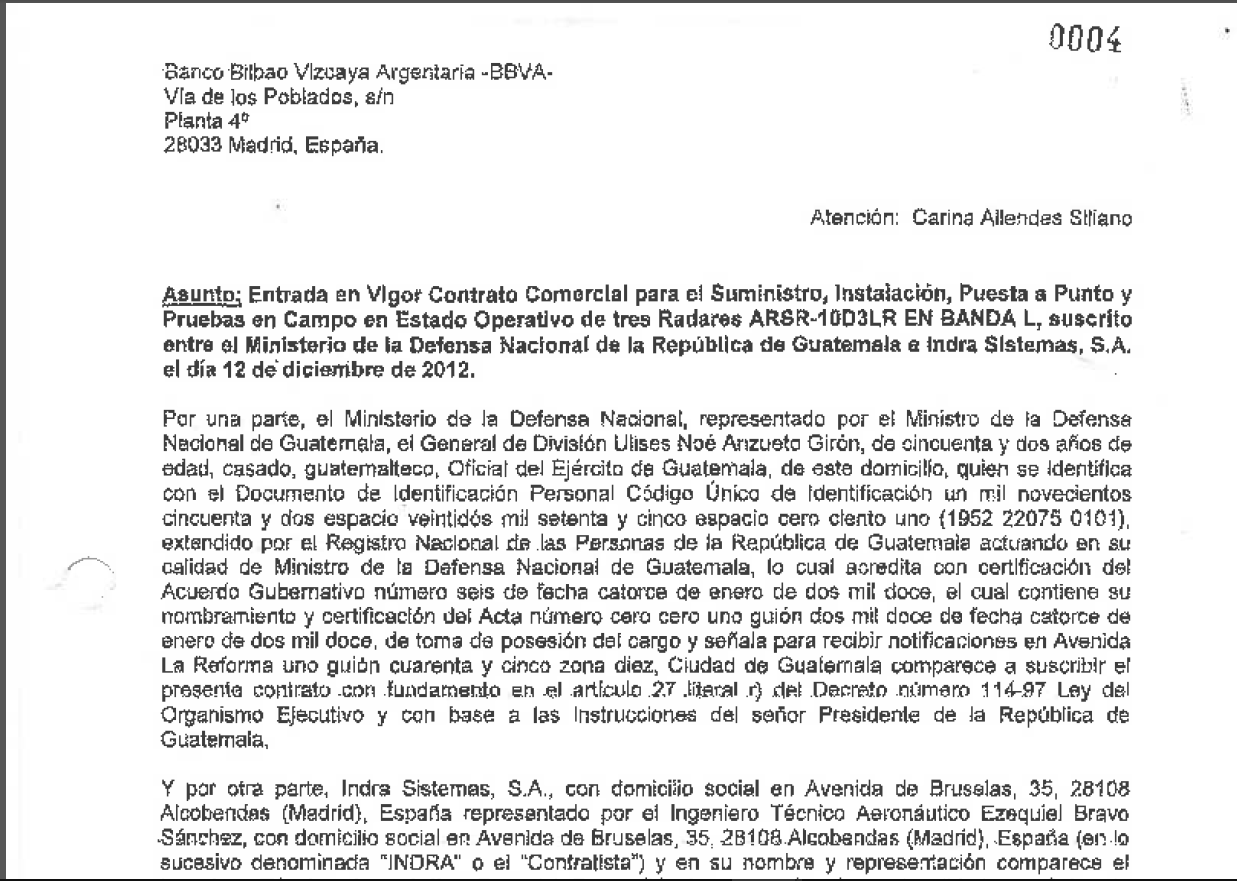 0004
Banco Bilbao Vizcaya Argentaria -BBVA-
Vía de los Poblados, s/n
Planta 4º
28033 Madrid, España.
Atención: Carina Allendes Siliano
Asunto: Entrada en Vigor Contrato Comercial para el Suministro, Instalación, Puesta a Punto y
Pruebas en Campo en Estado Operativo de tres Radares ARSR-10D3LR EN BANDA L, suscrito
entre el Ministerio de la Defensa Nacional de la República de Guatemala e Indra Sistemas, S.A.
el día 12 de diciembre de 2012.
Por una parte, el Ministerio de la Defensa Nacional, representado por el Ministro de la Defensa
Nacional de Guatemala, el General de División Ulises Noé Anzueto Girón, de cincuenta y dos años de
edad, casado, guatemalteco, Oficial del Ejército de Guatemala, de este domicilio, quien se identifica
con el Documento de Identificación Personal Código Único de Identificación un mil novecientos
cincuenta y dos espacio veintidós mil setenta y cinco espacio cero ciento uno (1952 22075 0101),
extendido por el Registro Nacional de las Personas de la República de Guatemala actuando en su
calidad de Ministro de la Defensa Nacional de Guatemala, lo cual acredita con certificación del
Acuerdo Gubernativo número seis de fecha catorce de enero de dos mil doce, el cual contiene su
nombramiento y certificación del Acta número cero cero uno guión dos mil doce de fecha catorce de
enero de dos mil doce, de toma de posesión del cargo y señala para recibir notificaciones en Avenida
La Reforma uno guión cuarenta y cinco zona diez, Ciudad de Guatemala comparece a suscribir el
presente contrato con fundamento en el artículo 27 literal r) del Decreto número 114-97 Ley del
Organismo Ejecutivo y con base a las Instrucciones del señor Presidente de la República de
Guatemala,
Y por otra parte, Indra Sistemas, S.A., con domicilio social en Avenida de Bruselas, 35, 28108
Alcobendas (Madrid), España representado por el Ingeniero Técnico Aeronáutico Ezequiel Bravo
Sánchez, con domicilio social en Avenida de Bruselas, 35, 28108 Alcobendas (Madrid), España (en lo
sucesivo denominada "INDRA" o el "Contratista") y en su nombre y representación comparece el